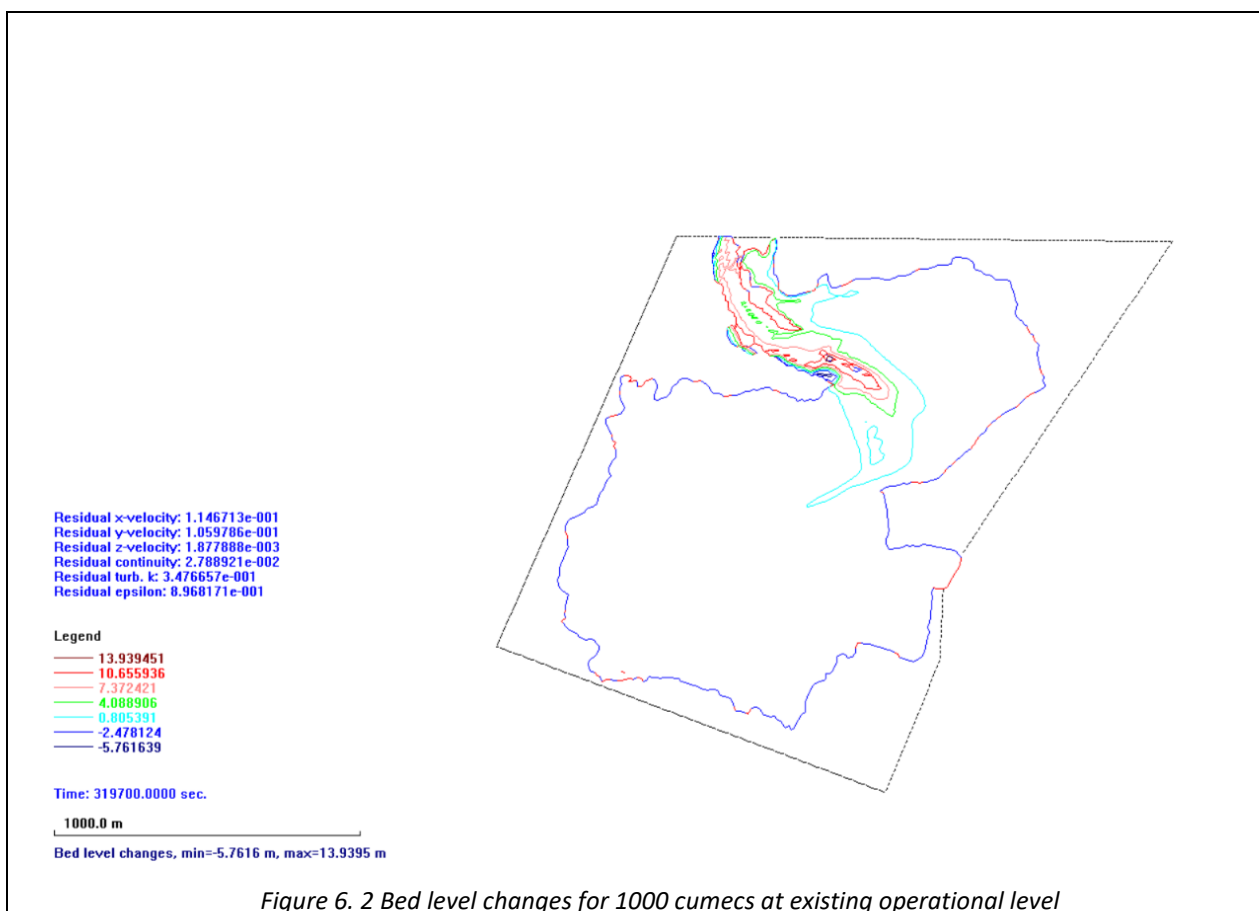 Residual x-velocity: 1.146713e-001
Residual y-velocity: 1.059786e-001
Residual z-velocity: 1.877888e-003
Residual continuity: 2.788921e-002
Residual turb. k: 3.476657e-001
Residual epsilon: 8.968171e-001
Legend
13.939451
10.655936
7.372421
4.088906
0.805391
-2.478124
-5.761639
Time: 319700.0000 sec.
1000.0 m
Bed level changes, min=-5.7616 m, max=13.9395 m
Figure 6. 2 Bed level changes for 1000 cumecs at existing operational level